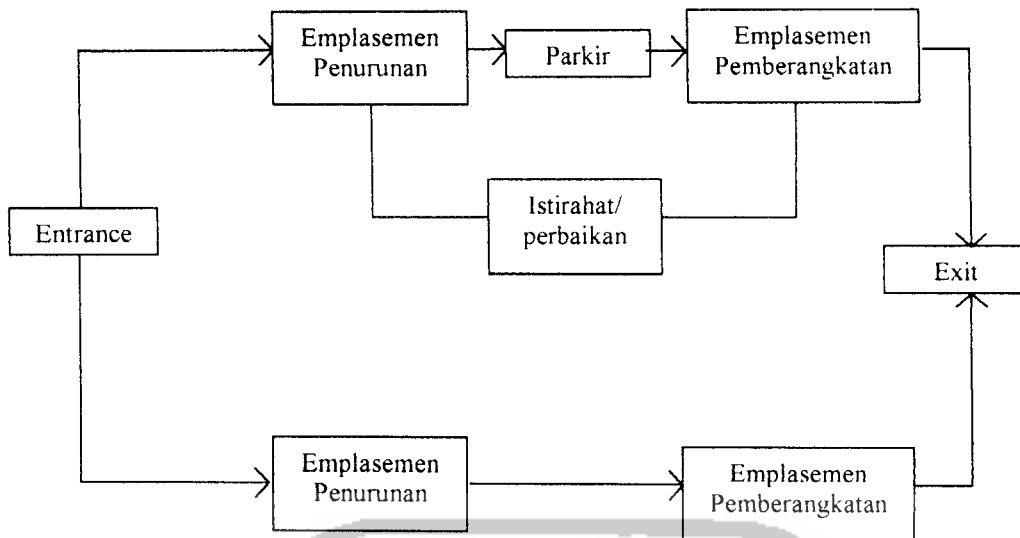 Emplasemen
Penurunan
Parkir
Emplasemen
Pemberangkatan
Istirahat/
perbaikan
Entrance
Exit
Emplasemen
Penurunan
Emplasemen
Pemberangkatan